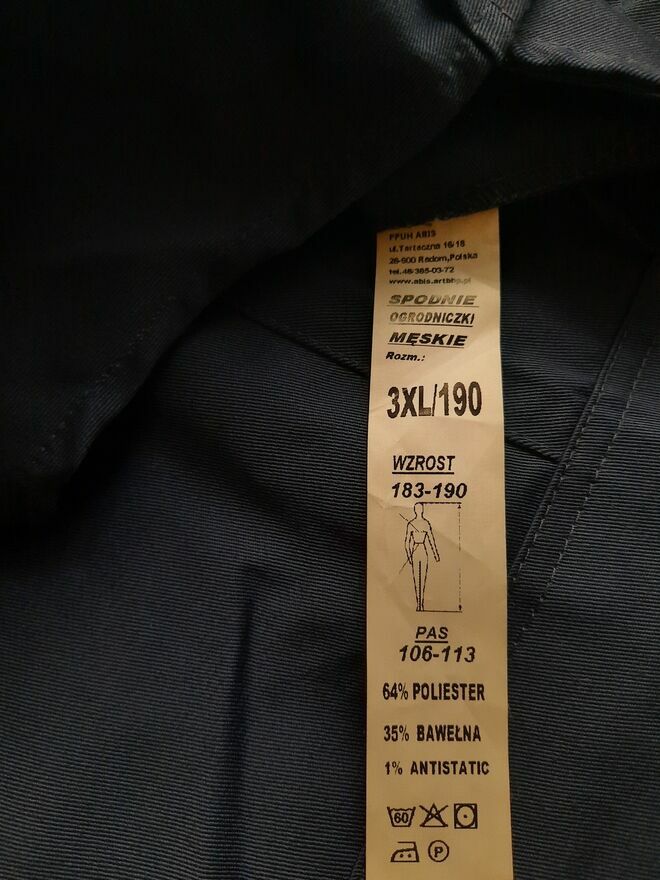 PPUH ABIS
ul.Tartaczna 16/18
26-600 Radom,Polska
tel.48/365-03-72
www.abis.artbhp.pl
SPODNIE
OGRODNICZKI
MĘSKIE
Rozm.:
3XL/190
WZROST
183-190
PAS
106-113
64% POLIESTER
35% BAWEŁNA
1% ANTISTATIC
60
P